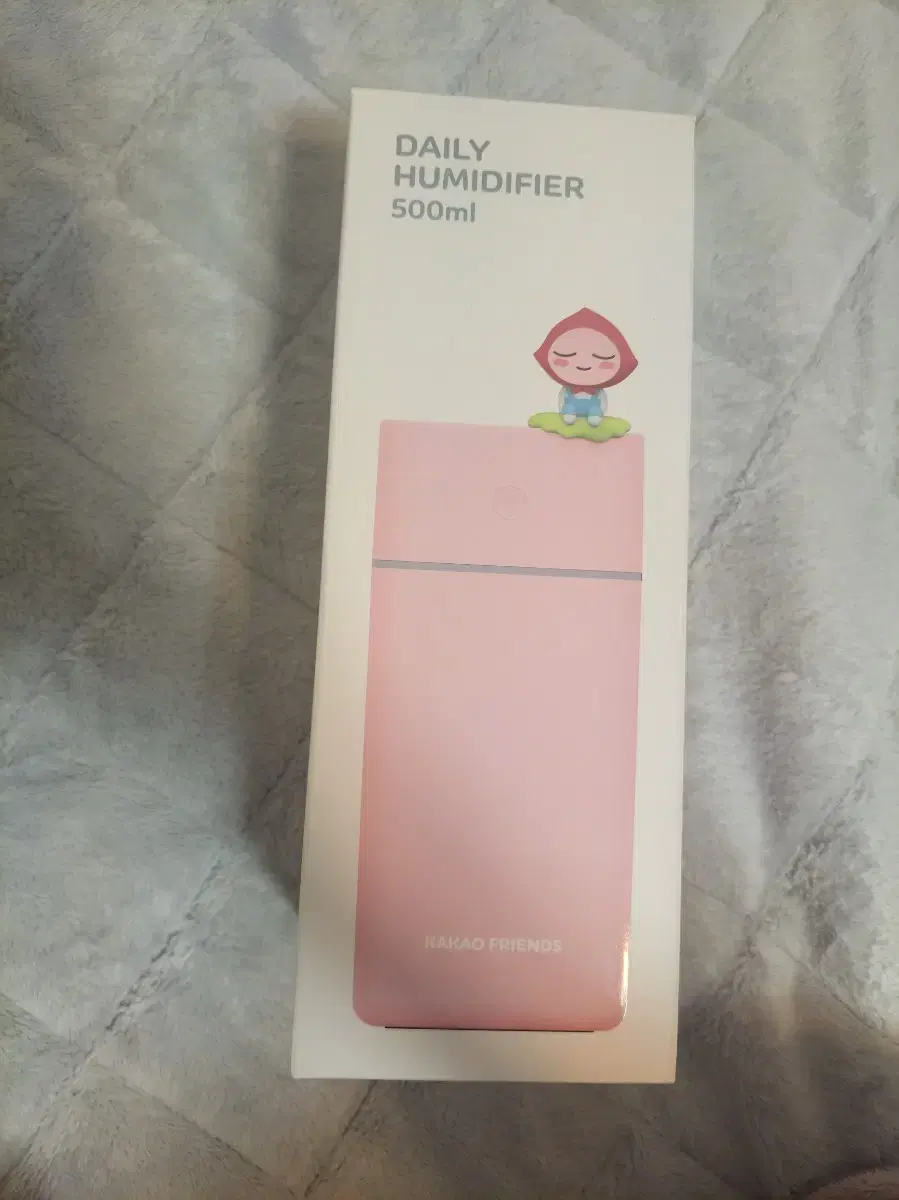 DAILY
HUMIDIFIER
500ml
KAKAO FRIENDS